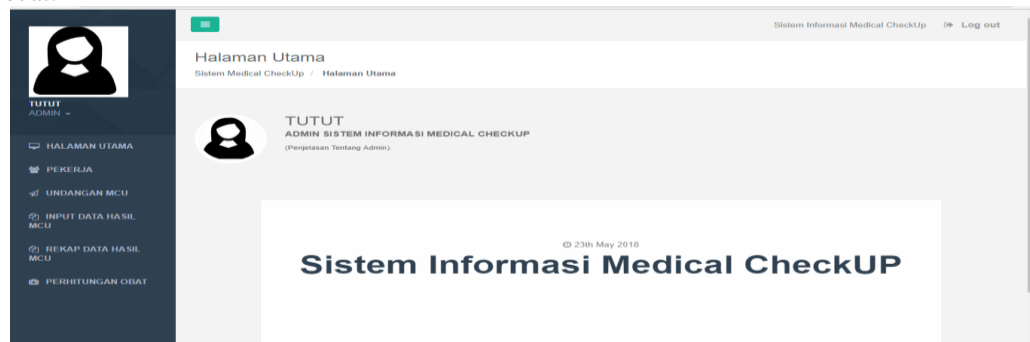 Sistem Informasi Medical CheckUp Log out
Halaman Utama
Sistem Medical CheckUp / Halaman Utama
TUTUT
ADMIN
HALAMAN UTAMA
PEKERJA
UNDANGAN MCU
INPUT DATA HASIL
MCU
REKAP DATA HASIL
MCU
PERHITUNGAN OBAT
TUTUT
ADMIN SISTEM INFORMASI MEDICAL CHECKUP
(Penjelasan Tentang Admin).
23th May 2018
Sistem Informasi Medical CheckUP